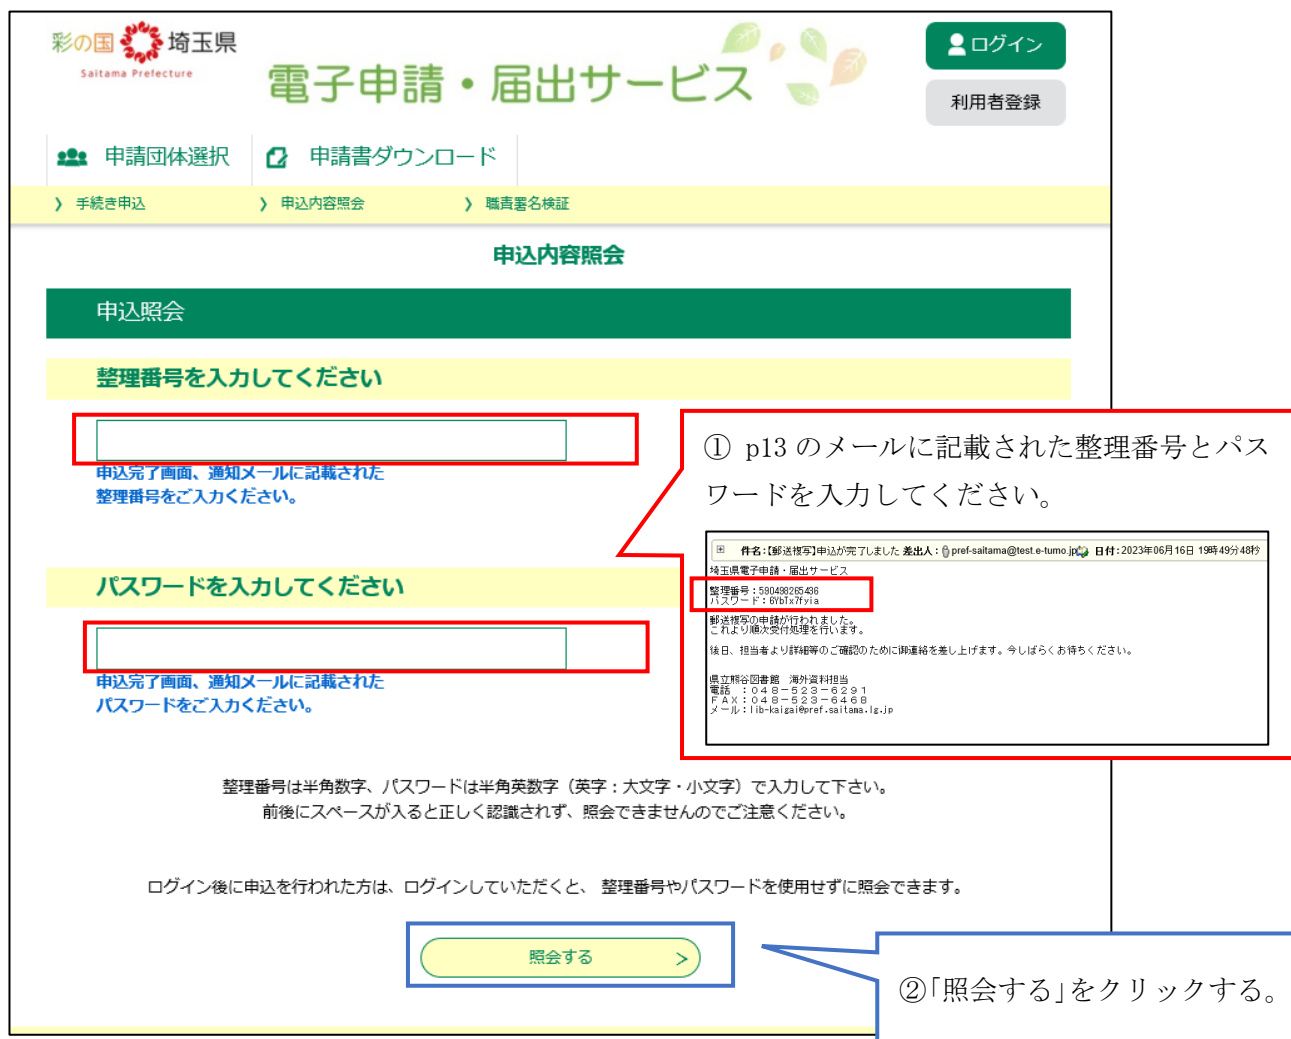 彩の国 埼玉県
Saitama Prefecture
電子申請・届出サービス
ログイン
利用者登録
申請団体選択
申請書ダウンロード
手続き申込
申込内容照会
職責署名検証
申込内容照会
申込照会
整理番号を入力してください
申込完了画面、通知メールに記載された
整理番号をご入力ください。
① p13 のメールに記載された整理番号とパス
ワードを入力してください。
件名:【郵送複写】申込が完了しました 差出人: pref-saitama@test.e-tumo.jp 日付:2023年06月16日 19時49分48秒
埼玉県電子申請・届出サービス
整理番号:590498265436
パスワード:6YbTx7fyia
郵送複写の申請が行われました。
これより順次受付処理を行います。
後日、担当者より詳細等のご確認のために御連絡を差し上げます。今しばらくお待ちください。
県立熊谷図書館 海外資料担当
電話 :048-523-6291
FAX:048-523-6468
メール:lib-kaigai@pref.saitama.lg.jp
パスワードを入力してください
申込完了画面、通知メールに記載された
パスワードをご入力ください。
整理番号は半角数字、パスワードは半角英数字(英字:大文字・小文字)で入力して下さい。
前後にスペースが入ると正しく認識されず、照会できませんのでご注意ください。
ログイン後に申込を行われた方は、ログインしていただくと、 整理番号やパスワードを使用せずに照会できます。
照会する
②「照会する」をクリックする。